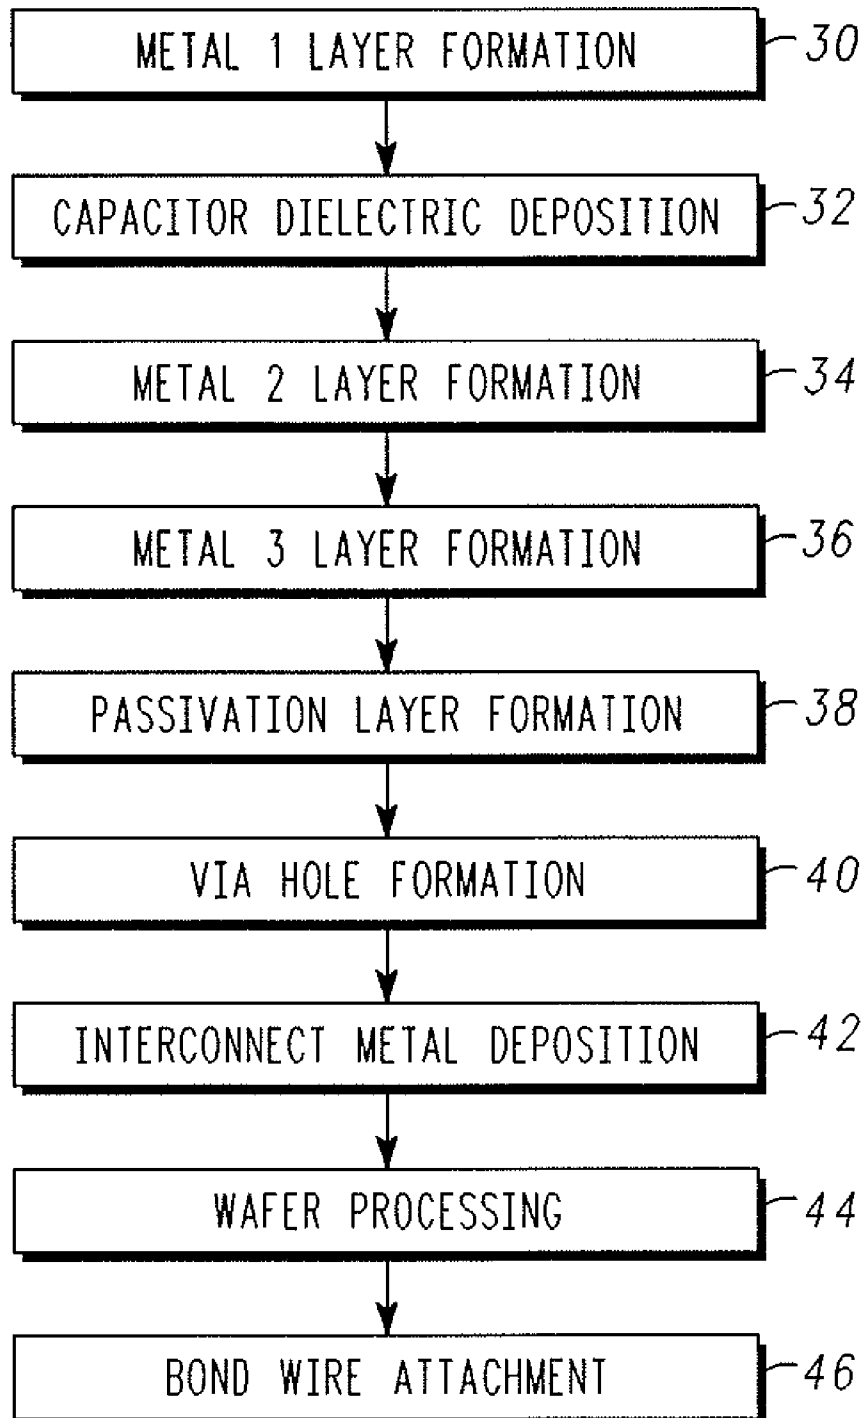 METAL 1 LAYER FORMATION 30
CAPACITOR DIELECTRIC DEPOSITION 32
METAL 2 LAYER FORMATION 34
METAL 3 LAYER FORMATION 36
PASSIVATION LAYER FORMATION 38
VIA HOLE FORMATION 40
INTERCONNECT METAL DEPOSITION 42
WAFER PROCESSING 44
BOND WIRE ATTACHMENT 46